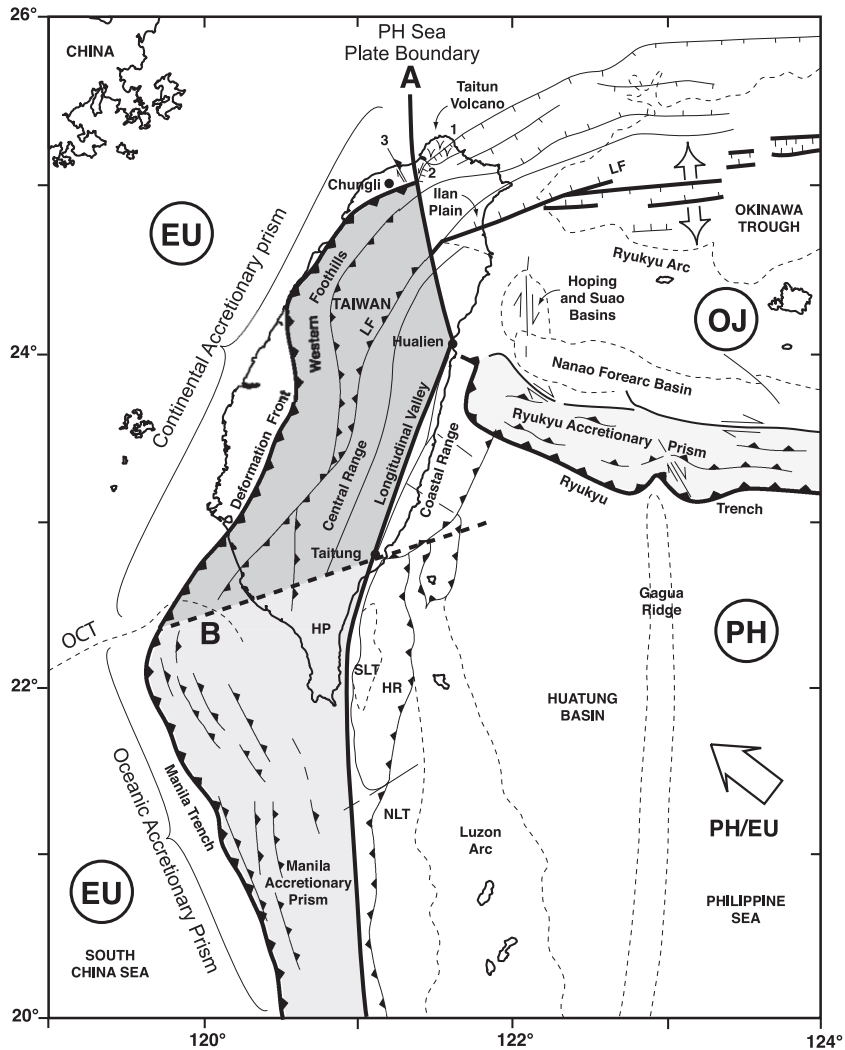 26°
PH Sea
Plate Boundary
CHINA
A
Taitun
Volcano
1
3
2
Chungli
LF
Ilan
Plain
EU
OKINAWA
TROUGH
Continental Accretionary prism
Foothills
Western
TAIWAN
LF
Ryukyu Arc
Hoping
and Suao
Basins
OJ
Hualien
24°
Nanao Forearc Basin
Deformation Front
Central Range
Longitudinal Valley
Coastal Range
Ryukyu Accretionary Prism
Ryukyu
Trench
Taitung
Gagua
Ridge
PH
OCT
B
HP
SLT
HR
22°
HUATUNG
BASIN
Oceanic Accretionary Prism
Manila Trench
NLT
PH/EU
Luzon
Arc
Manila
Accretionary
Prism
EU
PHILIPPINE
SEA
SOUTH
CHINA SEA
20°
120°
121°
122°
123°
124°